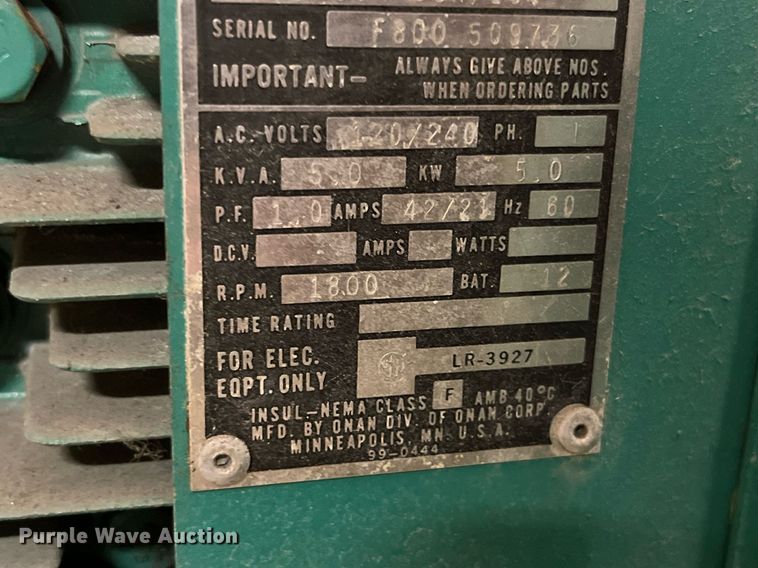 SERIAL NO. F800 509736
IMPORTANT— ALWAYS GIVE ABOVE NOS.
WHEN ORDERING PARTS
A.C.-VOLTS 120/240 PH. 1
K.V.A. 5.0 KW 5.0
P.F. 1.0 AMPS 42/21 Hz 60
D.C.V. AMPS WATTS
R.P.M. 1800 BAT. 12
TIME RATING
FOR ELEC.
EQPT. ONLY
LR-3927
INSUL.-NEMA CLASS F AMB 40°C
MFD. BY ONAN DIV. OF ONAN CORP.
MINNEAPOLIS, MN. U.S.A.
99-0444
Purple Wave Auction